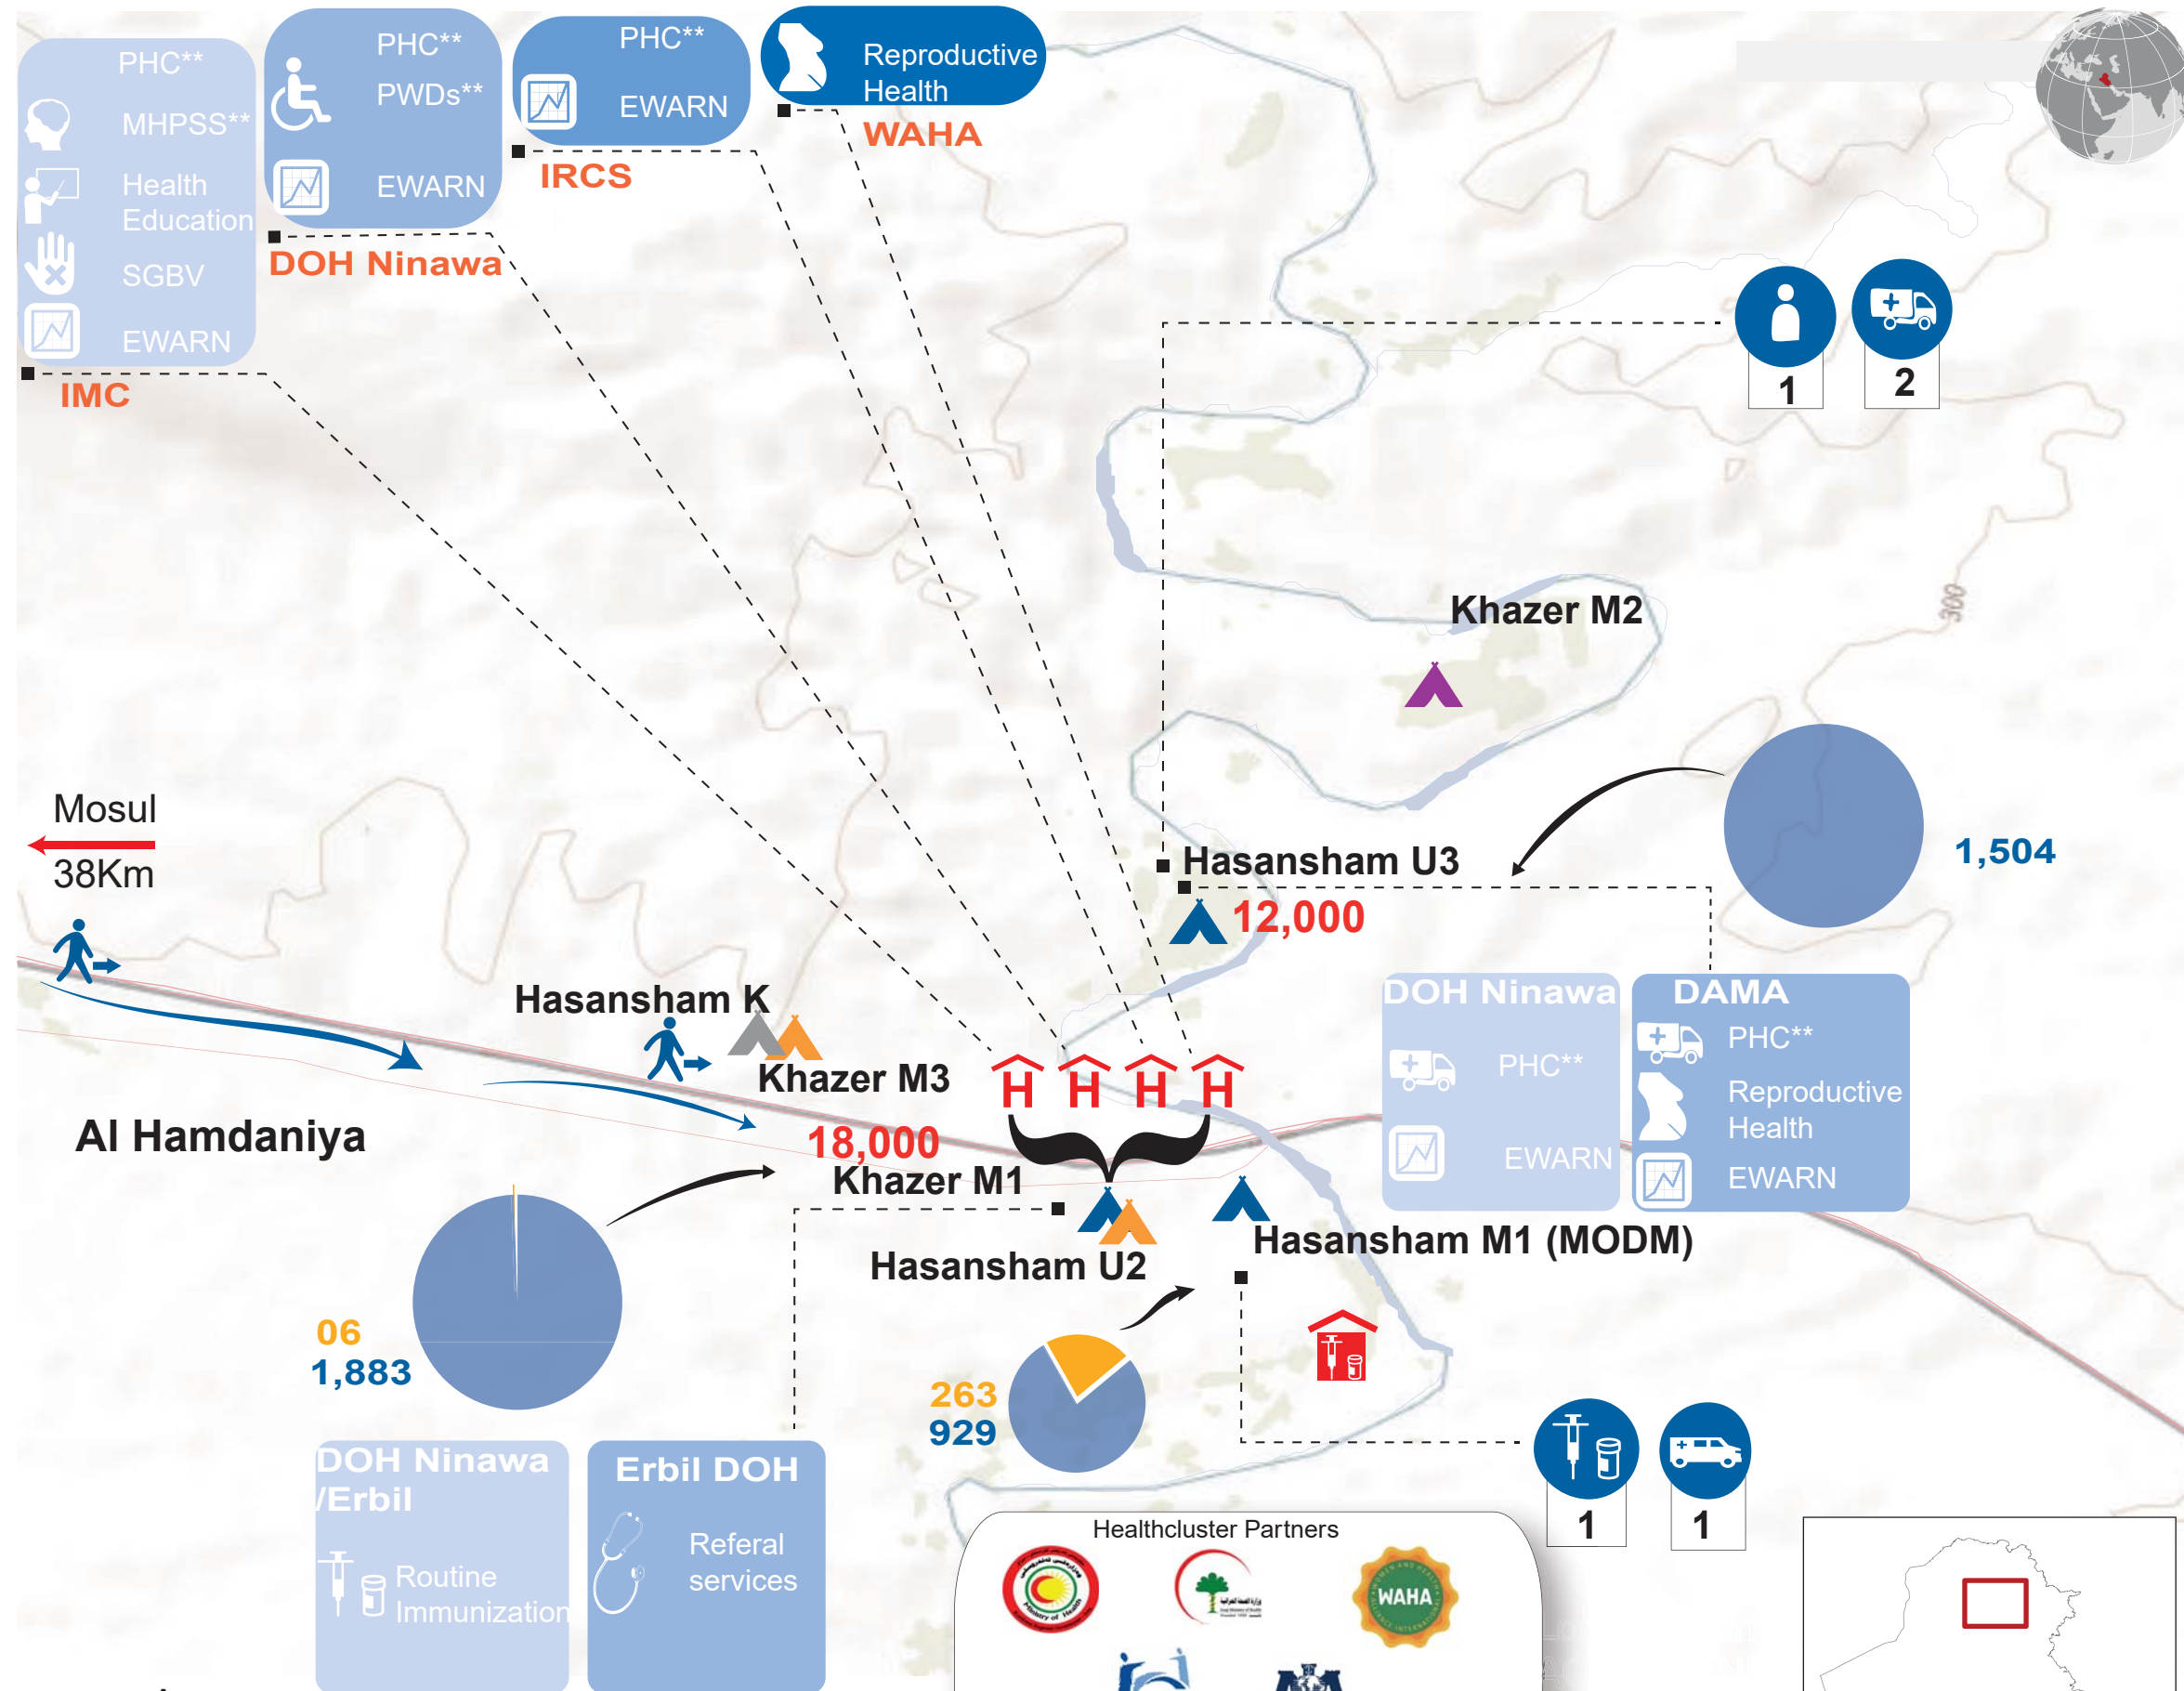 PHC**
MHPSS**
Health
Education
SGBV
EWARN
IMC
PHC**
PWDs**
EWARN
DOH Ninawa
PHC**
EWARN
IRCS
Reproductive
Health
WAHA
1
2
Khazer M2
300
Mosul
38Km
Hasansham U3
12,000
1,504
Hasansham K
Khazer M3
18,000
Khazer M1
H H H H
Al Hamdaniya
Hasansham U2
Hasansham M1 (MODM)
DOH Ninawa
PHC**
EWARN
DAMA
PHC**
Reproductive
Health
EWARN
06
1,883
263
929
DOH Ninawa
/Erbil
Routine
Immunization
Erbil DOH
Referal
services
1
1
Healthcluster Partners
Ministry of Health
WAHA